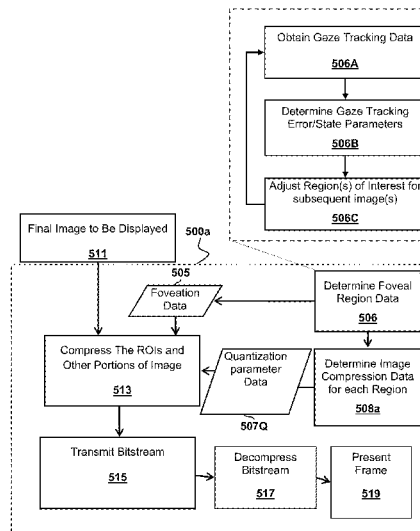 Obtain Gaze Tracking Data
506A
Determine Gaze Tracking
Error/State Parameters
506B
Adjust Region(s) of Interest for
subsequent image(s)
506C
500a
Final Image to Be Displayed
511
505
Foveation
Data
Determine Foveal
Region Data
506
Compress The ROIs and
Other Portions of Image
513
Quantization
parameter
Data
507Q
Determine Image
Compression Data
for each Region
508a
Transmit Bitstream
515
Decompress
Bitstream
517
Present
Frame
519